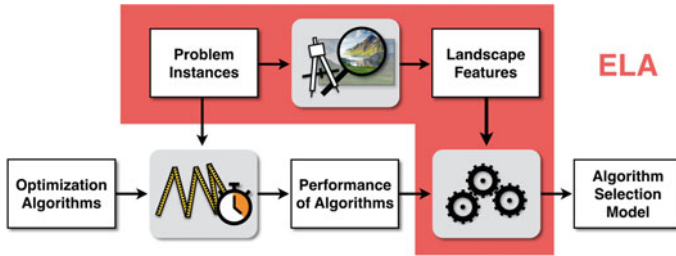 Problem
Instances
Landscape
Features
ELA
Optimization
Algorithms
Performance
of Algorithms
Algorithm
Selection
Model